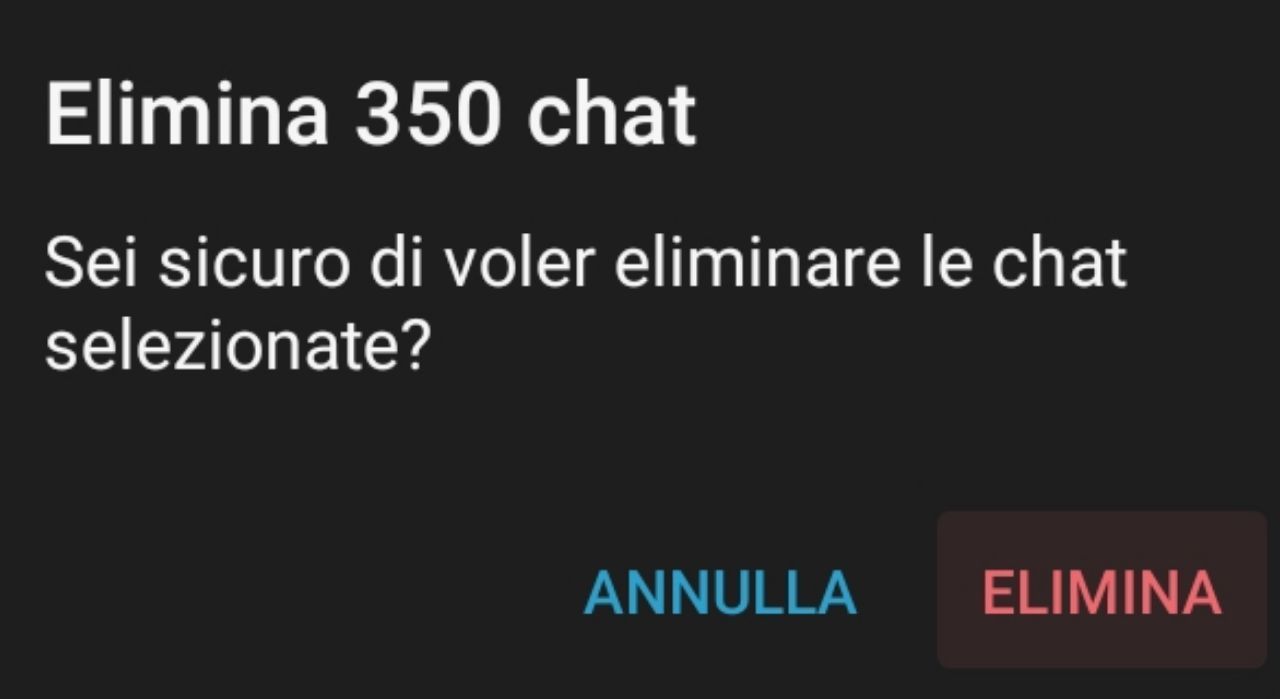 Elimina 350 chat
Sei sicuro di voler eliminare le chat
selezionate?
ANNULLA
ELIMINA